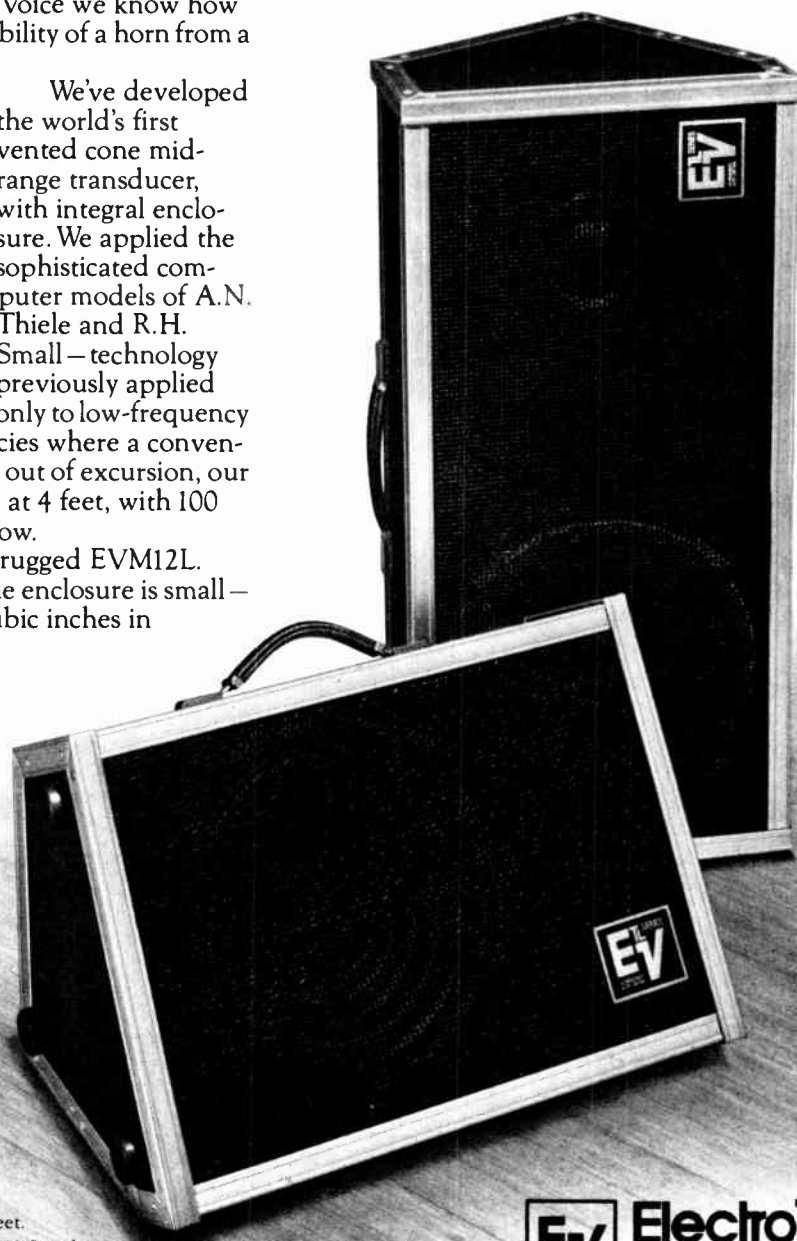 voice we know how
bility of a horn from a
We've developed
the world's first
vented cone mid-
range transducer,
with integral enclo-
sure. We applied the
sophisticated com-
puter models of A.N.
Thiele and R.H.
Small—technology
previously applied
only to low-frequency
cies where a conven-
out of excursion, our
at 4 feet, with 100
ow.
rugged EVM12L.
e enclosure is small—
ubic inches in
EV
EV
eet.
EV Electro